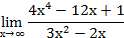 lim x→∞ (4x⁴ − 12x + 1)/(3x² − 2x)